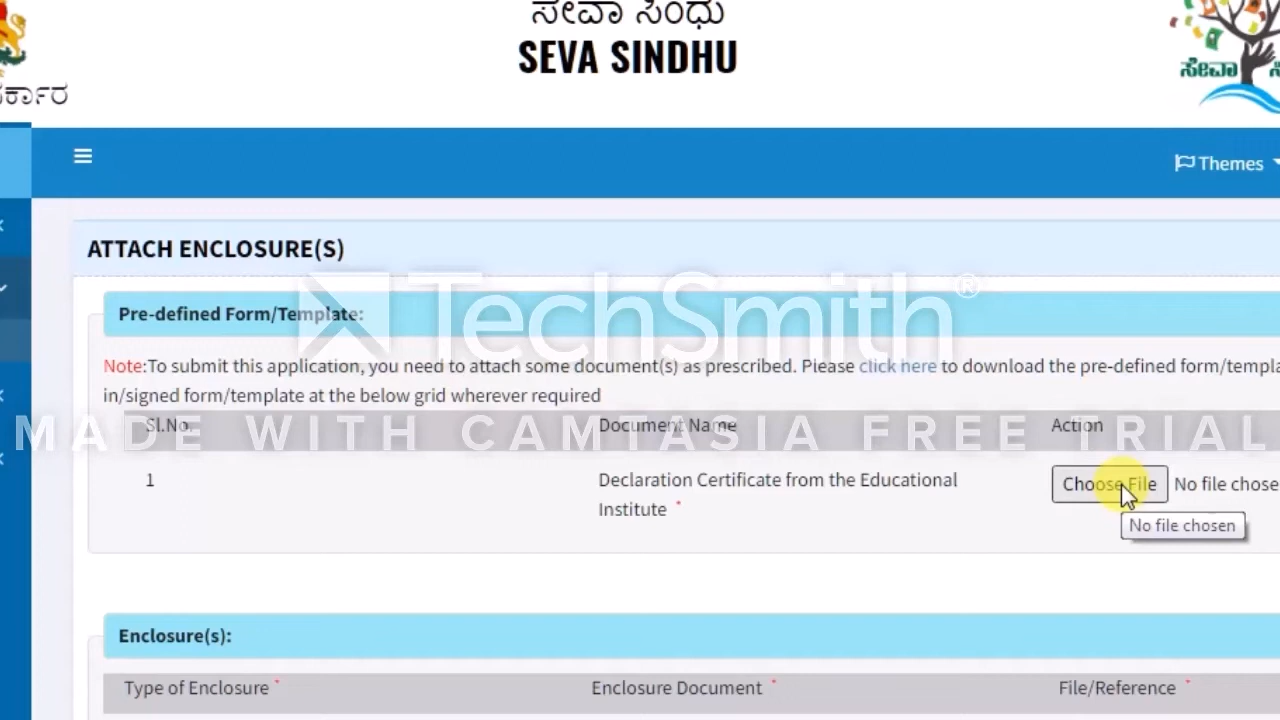 ಸೇವಾ ಸಿಂಧು
SEVA SINDHU
ಸೇವಾ
ರ್ಕಾರ
Themes
ATTACH ENCLOSURE(S)
TechSmith®
Pre-defined Form/Template:
Note:To submit this application, you need to attach some document(s) as prescribed. Please click here to download the pre-defined form/templa
in/signed form/template at the below grid wherever required
MADE WITH CAMTASIA FREE TRIAL
Sl.No. Document Name Action
1 Declaration Certificate from the Educational Institute * Choose File No file chose
No file chosen
Enclosure(s):
Type of Enclosure * Enclosure Document * File/Reference *